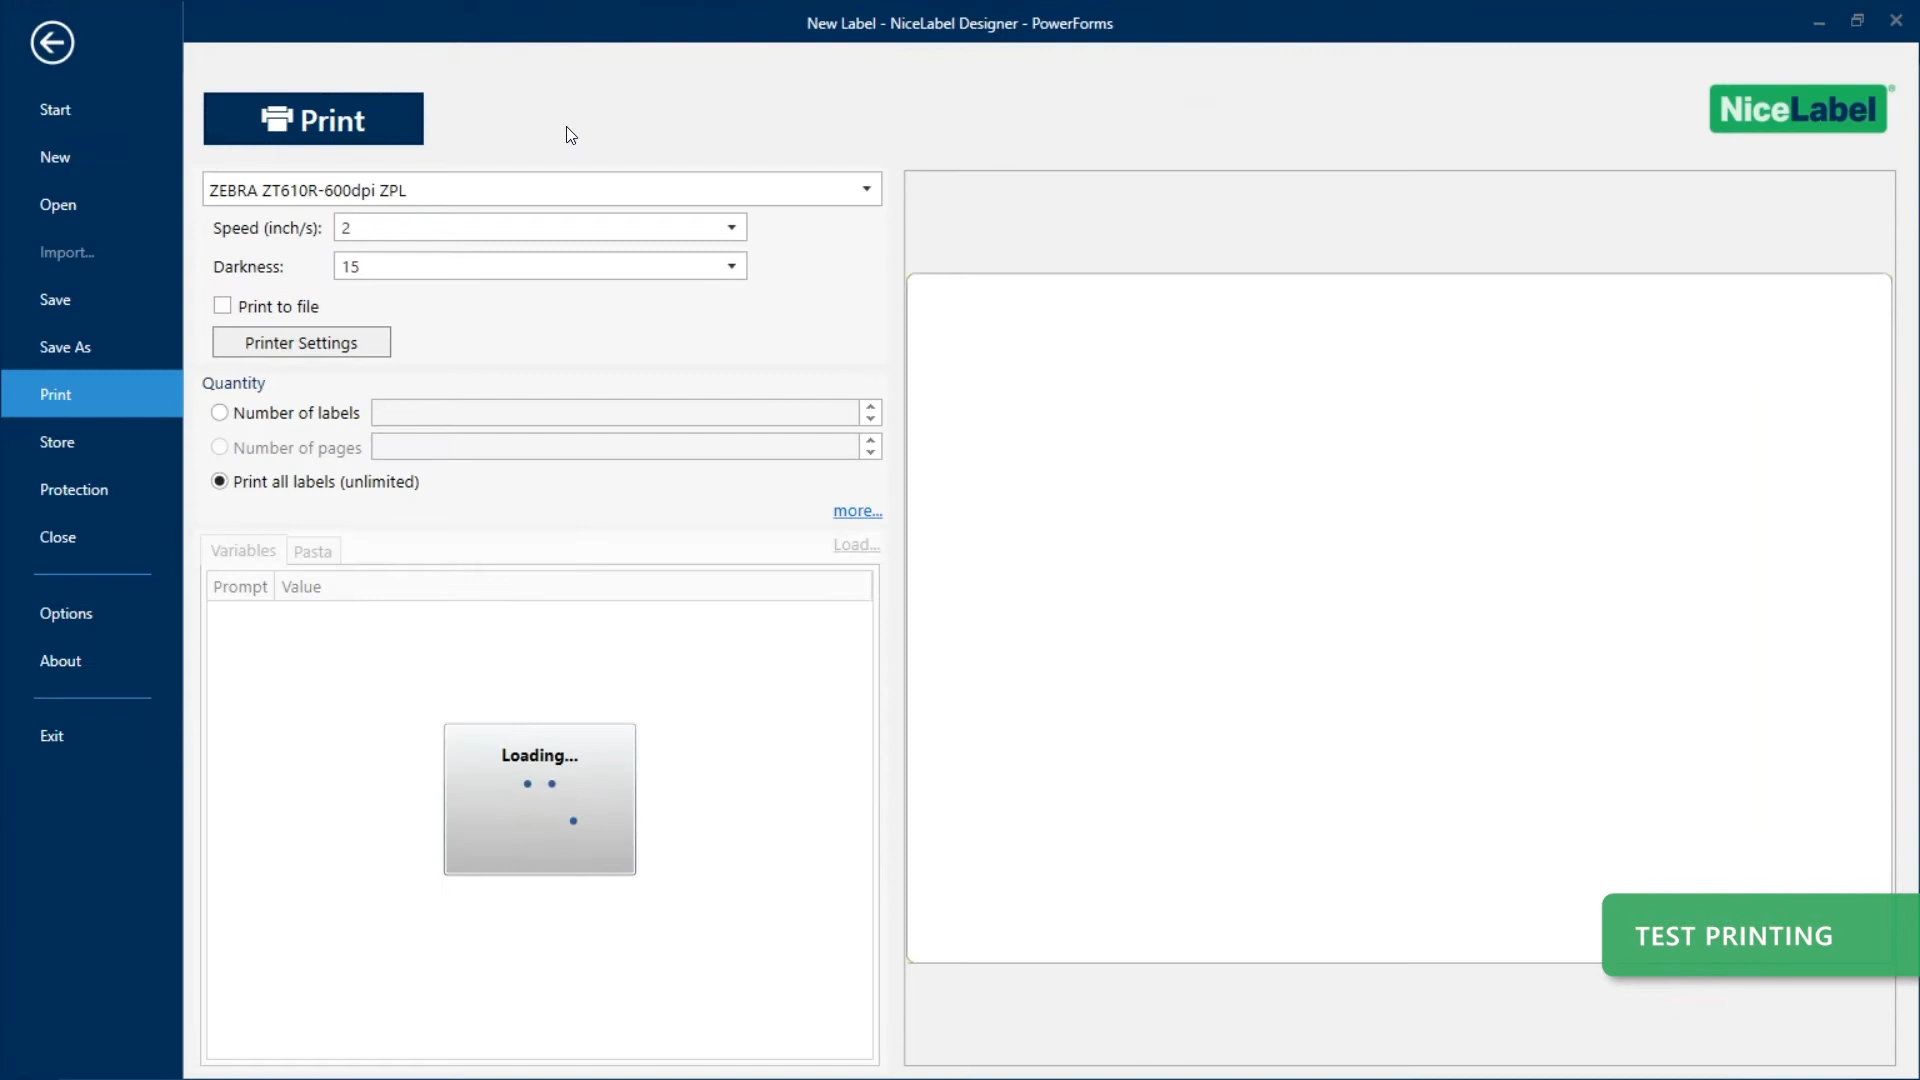 New Label - NiceLabel Designer - PowerForms
Start
New
Open
Import...
Save
Save As
Print
Store
Protection
Close
Options
About
Exit
Print
NiceLabel
ZEBRA ZT610R-600dpi ZPL
Speed (inch/s): 2
Darkness: 15
Print to file
Printer Settings
Quantity
Number of labels
Number of pages
Print all labels (unlimited)
more...
Variables Pasta Load...
Prompt Value
Loading...
TEST PRINTING